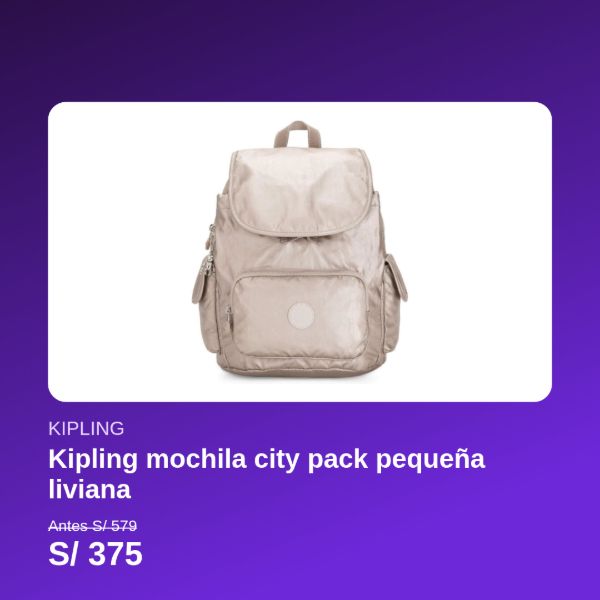 KIPLING
Kipling mochila city pack pequeña
liviana
Antes S/ 579
S/ 375